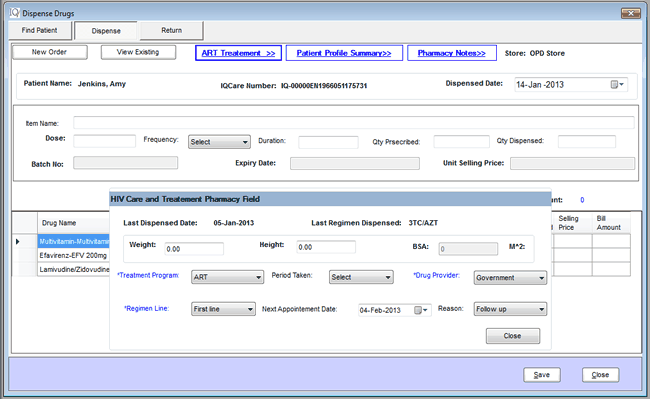 Dispense Drugs
Find Patient Dispense Return
New Order View Existing ART Treatement >> Patient Profile Summary>> Pharmacy Notes>> Store: OPD Store
Patient Name: Jenkins, Amy IQCare Number: IQ-00000EN1966051175731 Dispensed Date: 14-Jan -2013
Item Name:
Dose: Frequency: Select Duration: Qty Prsecribed: Qty Dispensed:
Batch No: Expiry Date: Unit Selling Price:
HIV Care and Treatement Pharmacy Field
0
Drug Name Selling Price Bill Amount
Last Dispensed Date: 05-Jan-2013 Last Regimen Dispensed: 3TC/AZT
Multivitamin-Multivitamin
Weight: 0.00 Height: 0.00 BSA: 0 M^2:
Efavirenz-EFV 200mg
Lamivudine/Zidovudine
*Treatment Program: ART Period Taken: Select *Drug Provider: Government
*Regimen Line: First line Next Appointement Date: 04-Feb-2013 Reason: Follow up
Close
Save Close